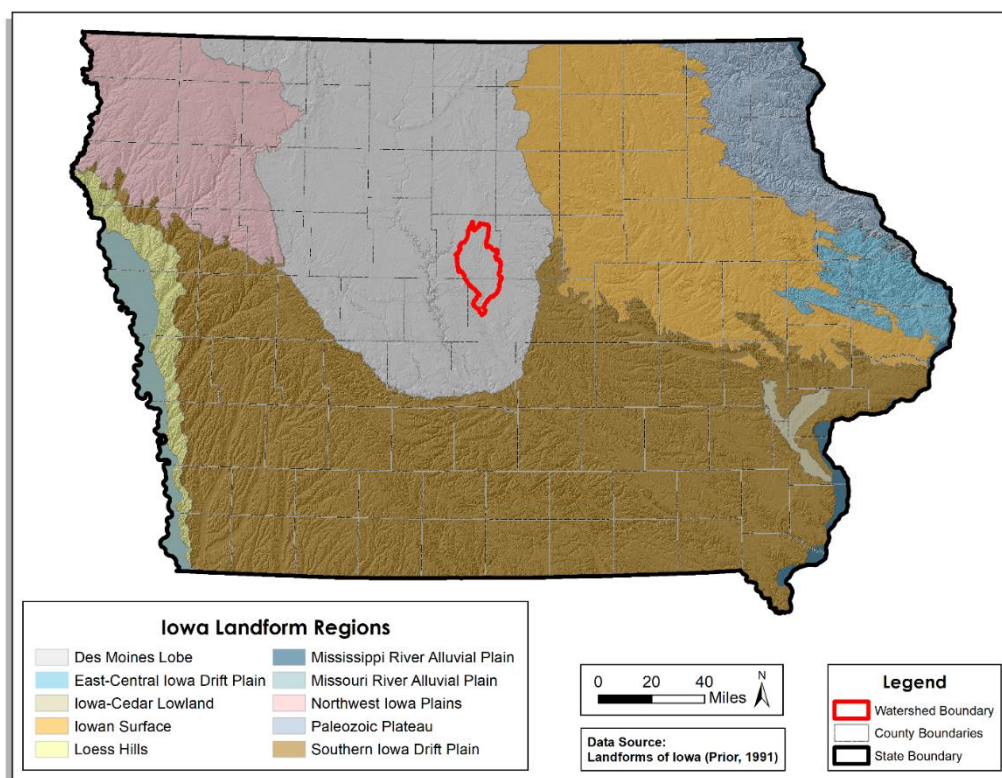 Iowa Landform Regions
Des Moines Lobe
East-Central Iowa Drift Plain
Iowa-Cedar Lowland
Iowan Surface
Loess Hills
Mississippi River Alluvial Plain
Missouri River Alluvial Plain
Northwest Iowa Plains
Paleozoic Plateau
Southern Iowa Drift Plain
0 20 40
Miles
N
Data Source:
Landforms of Iowa (Prior, 1991)
Legend
Watershed Boundary
County Boundaries
State Boundary